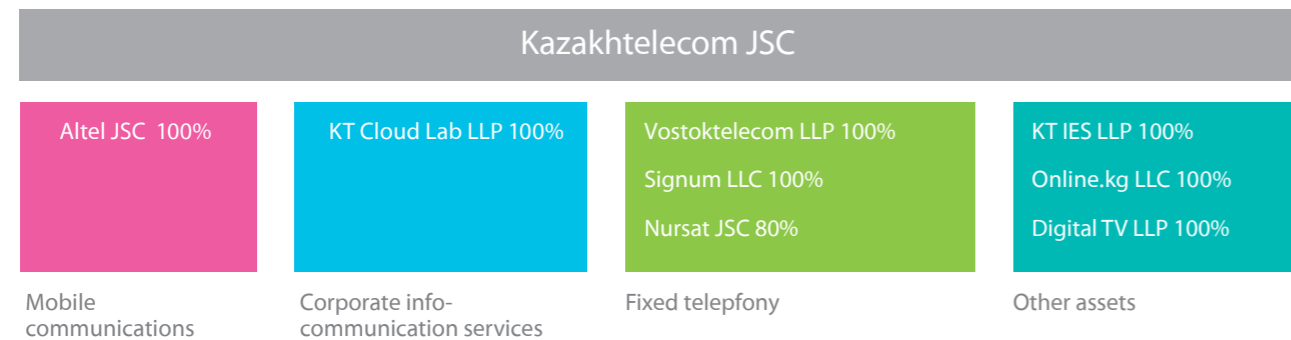 Kazakhtelecom JSC
Altel JSC 100%
KT Cloud Lab LLP 100%
Vostoktelecom LLP 100%
Signum LLC 100%
Nursat JSC 80%
KT IES LLP 100%
Online.kg LLC 100%
Digital TV LLP 100%
Mobile
communications
Corporate info-
communication services
Fixed telepfony
Other assets